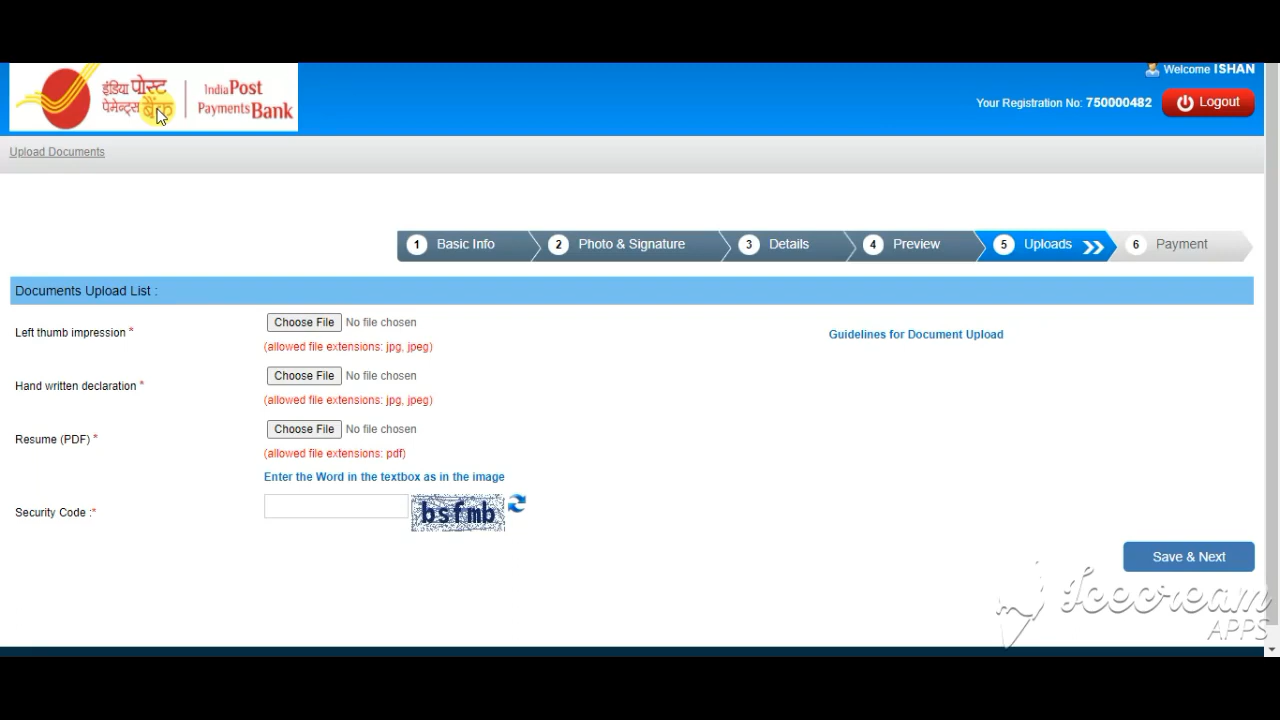 इंडिया पोस्ट
पेमेन्ट्स बैंक
India Post
Payments Bank
Welcome ISHAN
Your Registration No: 750000482
Logout
Upload Documents
1 Basic Info
2 Photo & Signature
3 Details
4 Preview
5 Uploads
6 Payment
Documents Upload List :
Left thumb impression *
Choose File No file chosen
(allowed file extensions: jpg, jpeg)
Guidelines for Document Upload
Hand written declaration *
Choose File No file chosen
(allowed file extensions: jpg, jpeg)
Resume (PDF) *
Choose File No file chosen
(allowed file extensions: pdf)
Enter the Word in the textbox as in the image
Security Code :*
bsfmb
Save & Next
Icecream
APPS